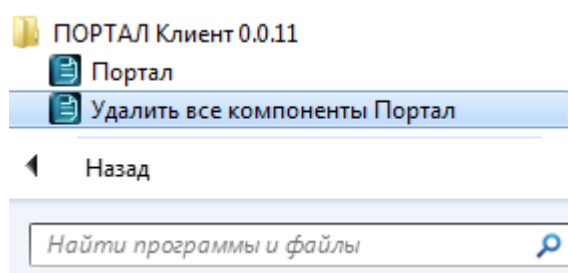 ПОРТАЛ Клиент 0.0.11
Портал
Удалить все компоненты Портал
Назад
Найти программы и файлы